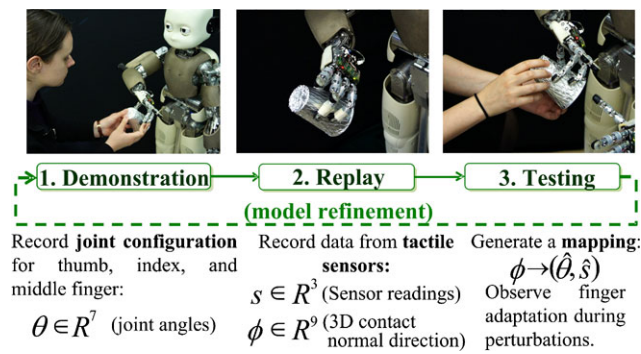 1. Demonstration
2. Replay
3. Testing
(model refinement)
Record joint configuration
for thumb, index, and
middle finger:
θ ∈ R⁷ (joint angles)
Record data from tactile
sensors:
s ∈ R³ (Sensor readings)
ϕ ∈ R⁹ (3D contact
normal direction)
Generate a mapping:
ϕ→(θ̂, ŝ)
Observe finger
adaptation during
perturbations.